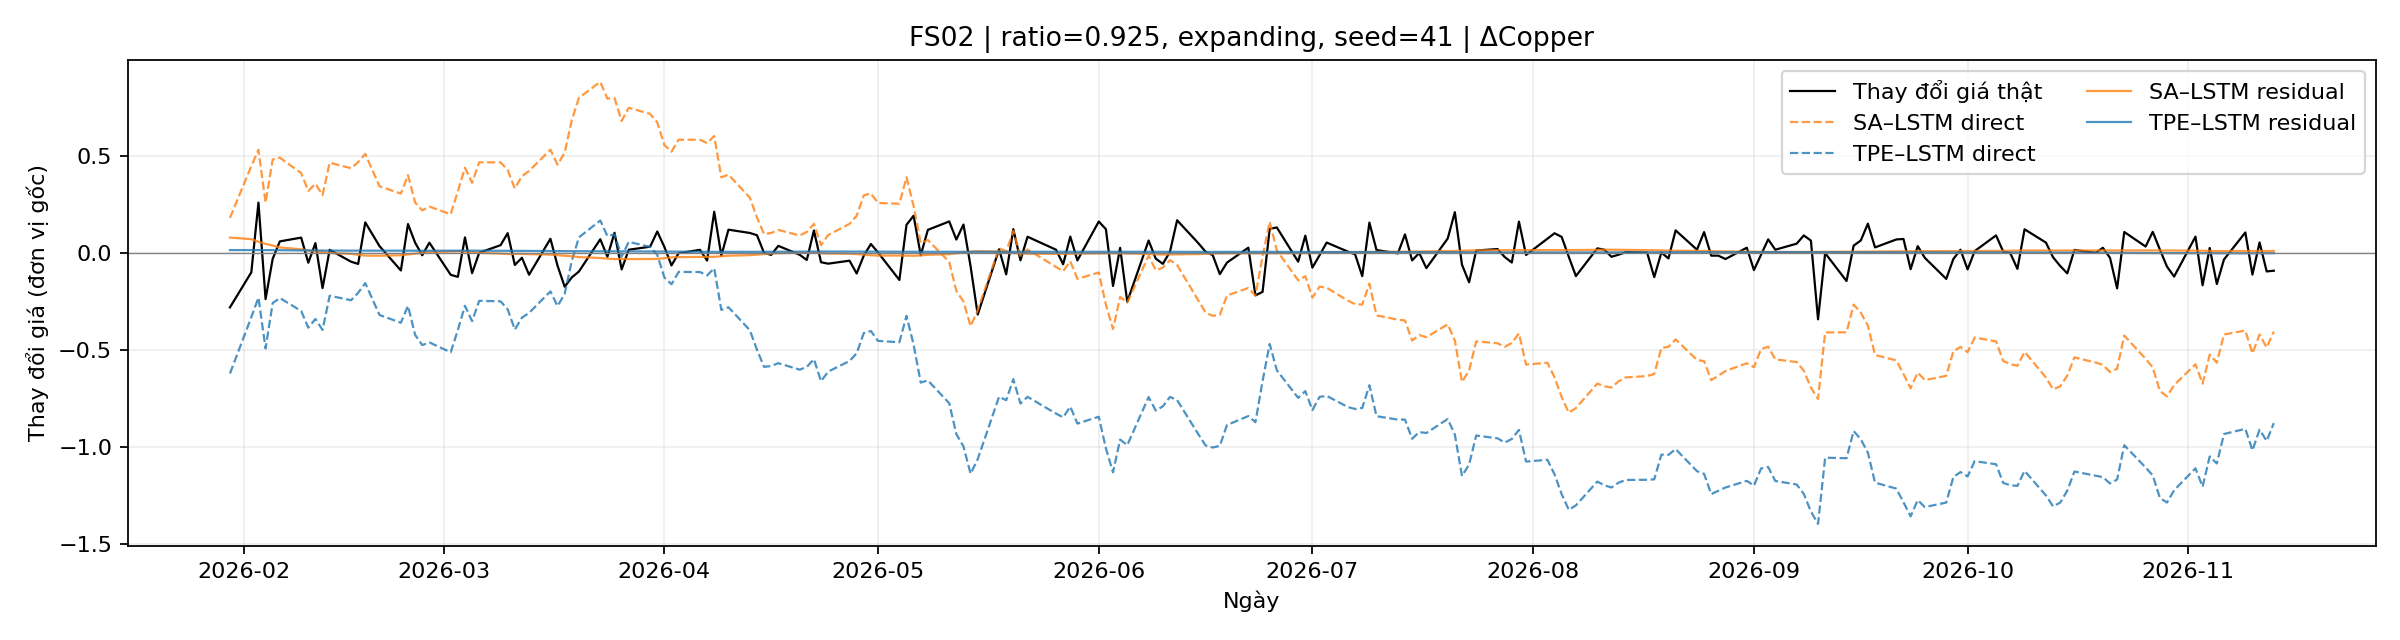 FS02 | ratio=0.925, expanding, seed=41 | ΔCopper
Thay đổi giá (đơn vị gốc)
0.5
0.0
−0.5
−1.0
−1.5
Thay đổi giá thật
SA–LSTM direct
TPE–LSTM direct
SA–LSTM residual
TPE–LSTM residual
2026-02 2026-03 2026-04 2026-05 2026-06 2026-07 2026-08 2026-09 2026-10 2026-11
Ngày